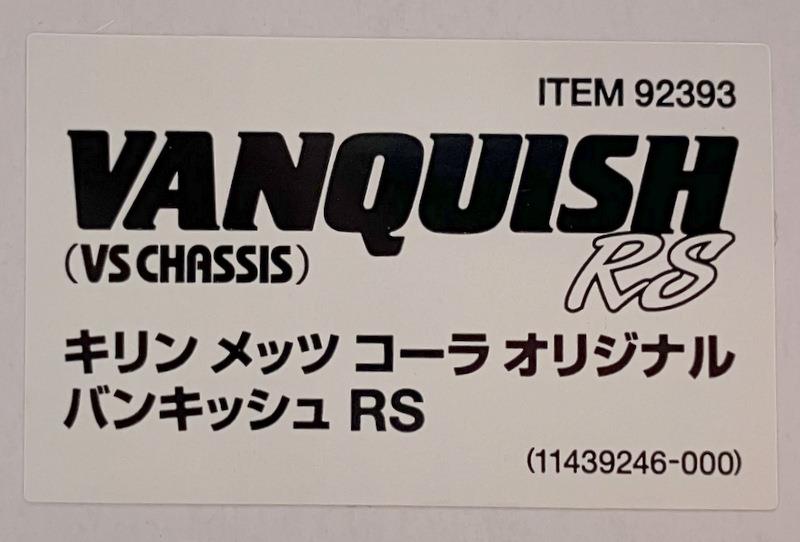 ITEM 92393
VANQUISH
RS
(VS CHASSIS)
キリン メッツ コーラ オリジナル
バンキッシュ RS
(11439246-000)